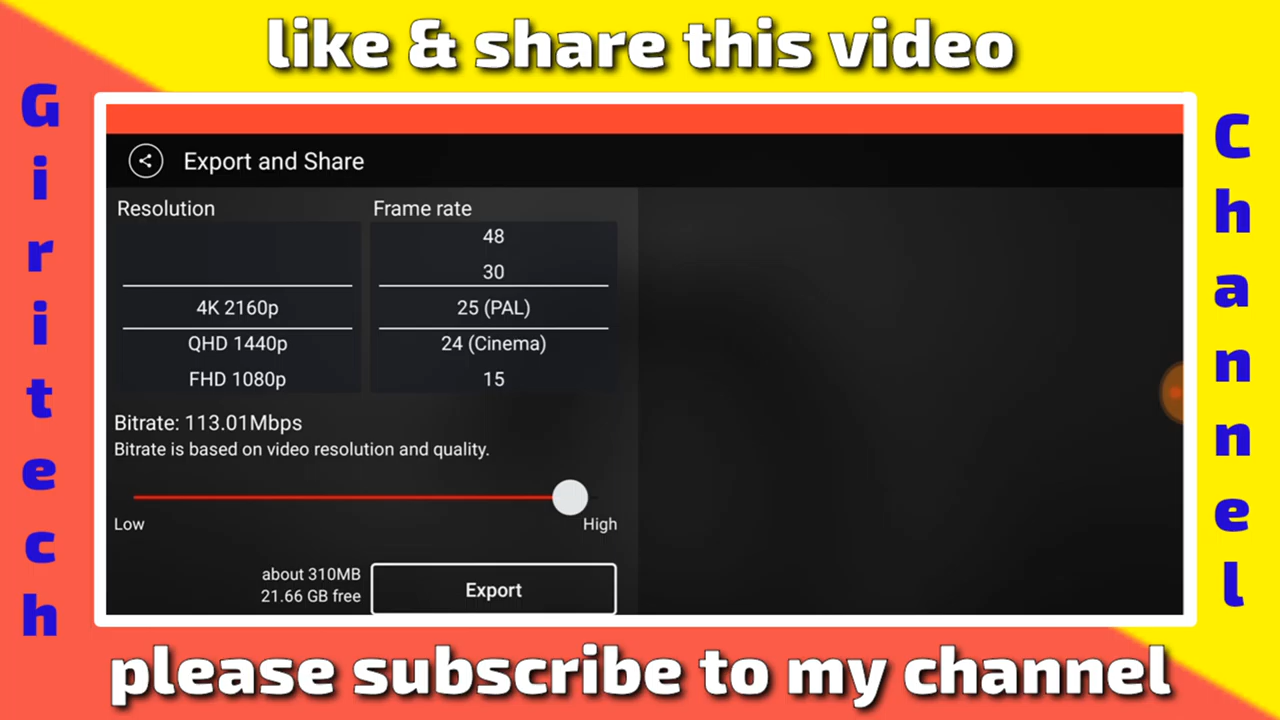 like & share this video
Giritech
Export and Share
Resolution
Frame rate
48
30
4K 2160p
25 (PAL)
QHD 1440p
24 (Cinema)
FHD 1080p
15
Bitrate: 113.01Mbps
Bitrate is based on video resolution and quality.
Low
High
about 310MB
21.66 GB free
Export
Channel
please subscribe to my channel